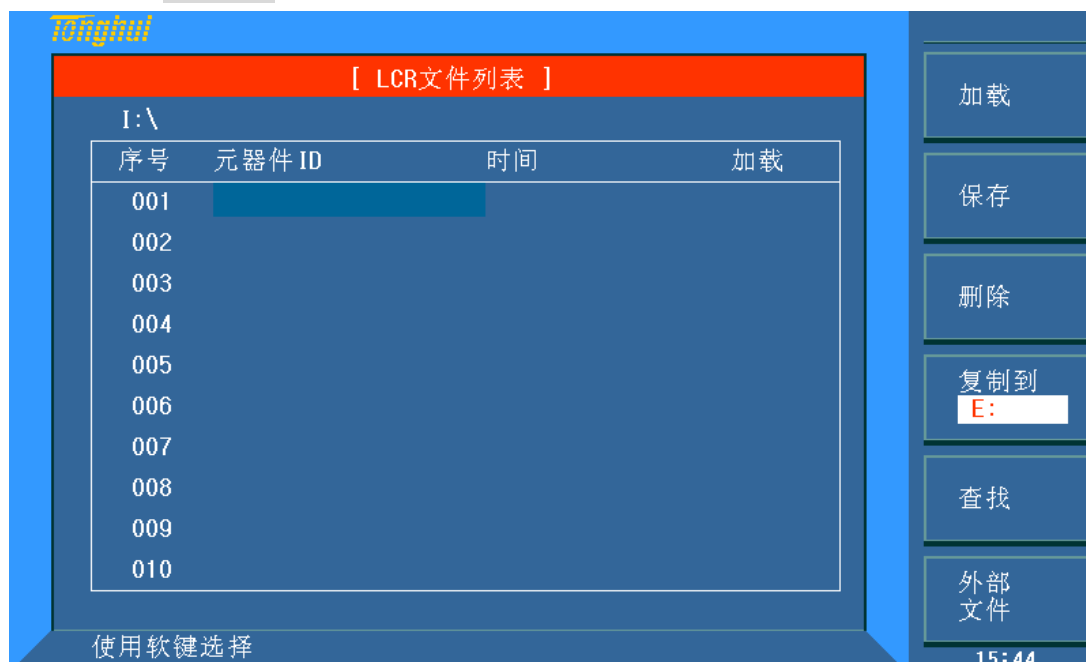 Tonghui
[ LCR文件列表 ]
I:\
序号 元器件ID 时间 加载
001
002
003
004
005
006
007
008
009
010
使用软键选择
加载
保存
删除
复制到
E:
查找
外部
文件
15:44